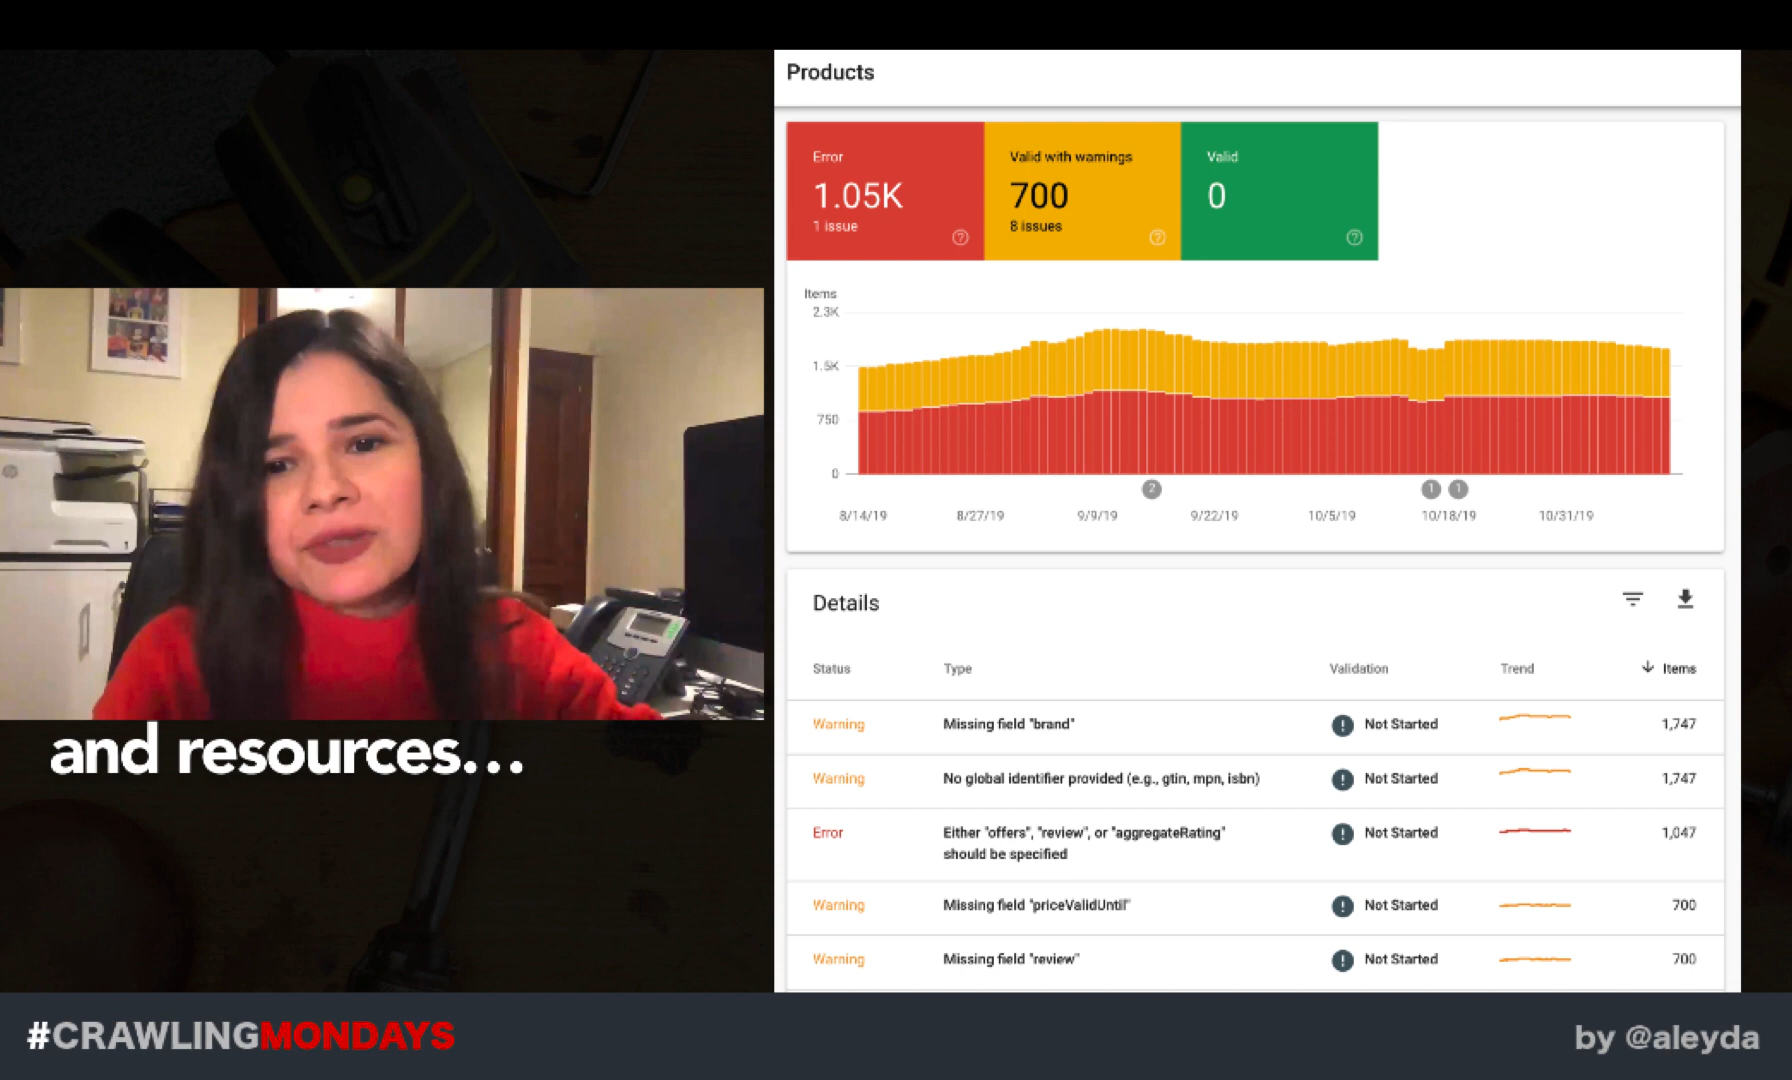 Products
Error
1.05K
1 issue
Valid with warnings
700
8 issues
Valid
0
Items
2.3K
1.5K
750
0
2
1
1
8/14/19
8/27/19
9/9/19
9/22/19
10/5/19
10/18/19
10/31/19
Details
Status Type Validation Trend Items
Warning Missing field "brand" Not Started 1,747
Warning No global identifier provided (e.g., gtin, mpn, isbn) Not Started 1,747
Error Either "offers", "review", or "aggregateRating" Not Started 1,047
should be specified
Warning Missing field "priceValidUntil" Not Started 700
Warning Missing field "review" Not Started 700
and resources...
#CRAWLINGMONDAYS
by @aleyda